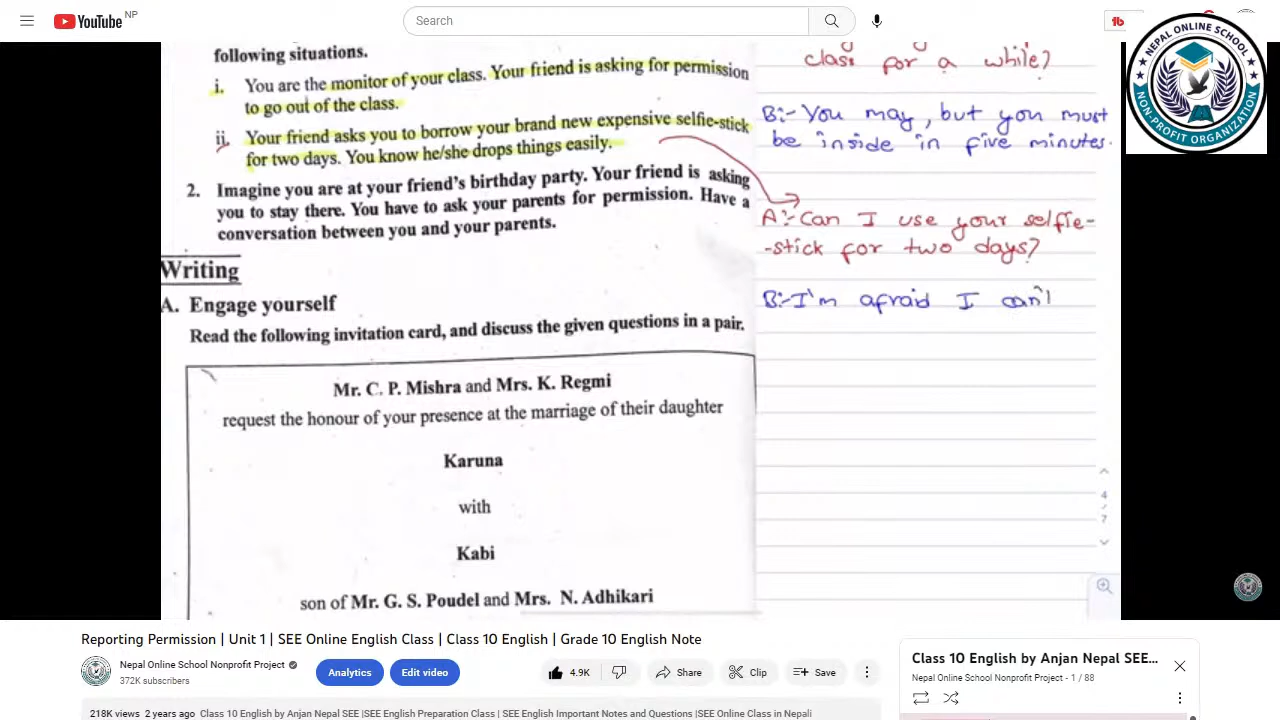 NP
YouTube
Search
NEPAL ONLINE SCHOOL
NON-PROFIT ORGANIZATION
following situations.
i. You are the monitor of your class. Your friend is asking for permission
to go out of the class.
ii. Your friend asks you to borrow your brand new expensive selfie-stick
for two days. You know he/she drops things easily.
2. Imagine you are at your friend's birthday party. Your friend is asking
you to stay there. You have to ask your parents for permission. Have a
conversation between you and your parents.
Writing
A. Engage yourself
Read the following invitation card, and discuss the given questions in a pair.
Mr. C. P. Mishra and Mrs. K. Regmi
request the honour of your presence at the marriage of their daughter
Karuna
with
Kabi
son of Mr. G. S. Poudel and Mrs. N. Adhikari
class for a while?
B:- You may, but you must
be inside in five minutes.
A:- Can I use your selfie-
-stick for two days?
B:- I'm afraid I can'
4
/
7
Reporting Permission | Unit 1 | SEE Online English Class | Class 10 English | Grade 10 English Note
Nepal Online School Nonprofit Project
372K subscribers
Analytics
Edit video
4.9K
Share
Clip
Save
218K views 2 years ago Class 10 English by Anjan Nepal SEE |SEE English Preparation Class | SEE English Important Notes and Questions |SEE Online Class in Nepali
Class 10 English by Anjan Nepal SEE...
Nepal Online School Nonprofit Project - 1 / 88